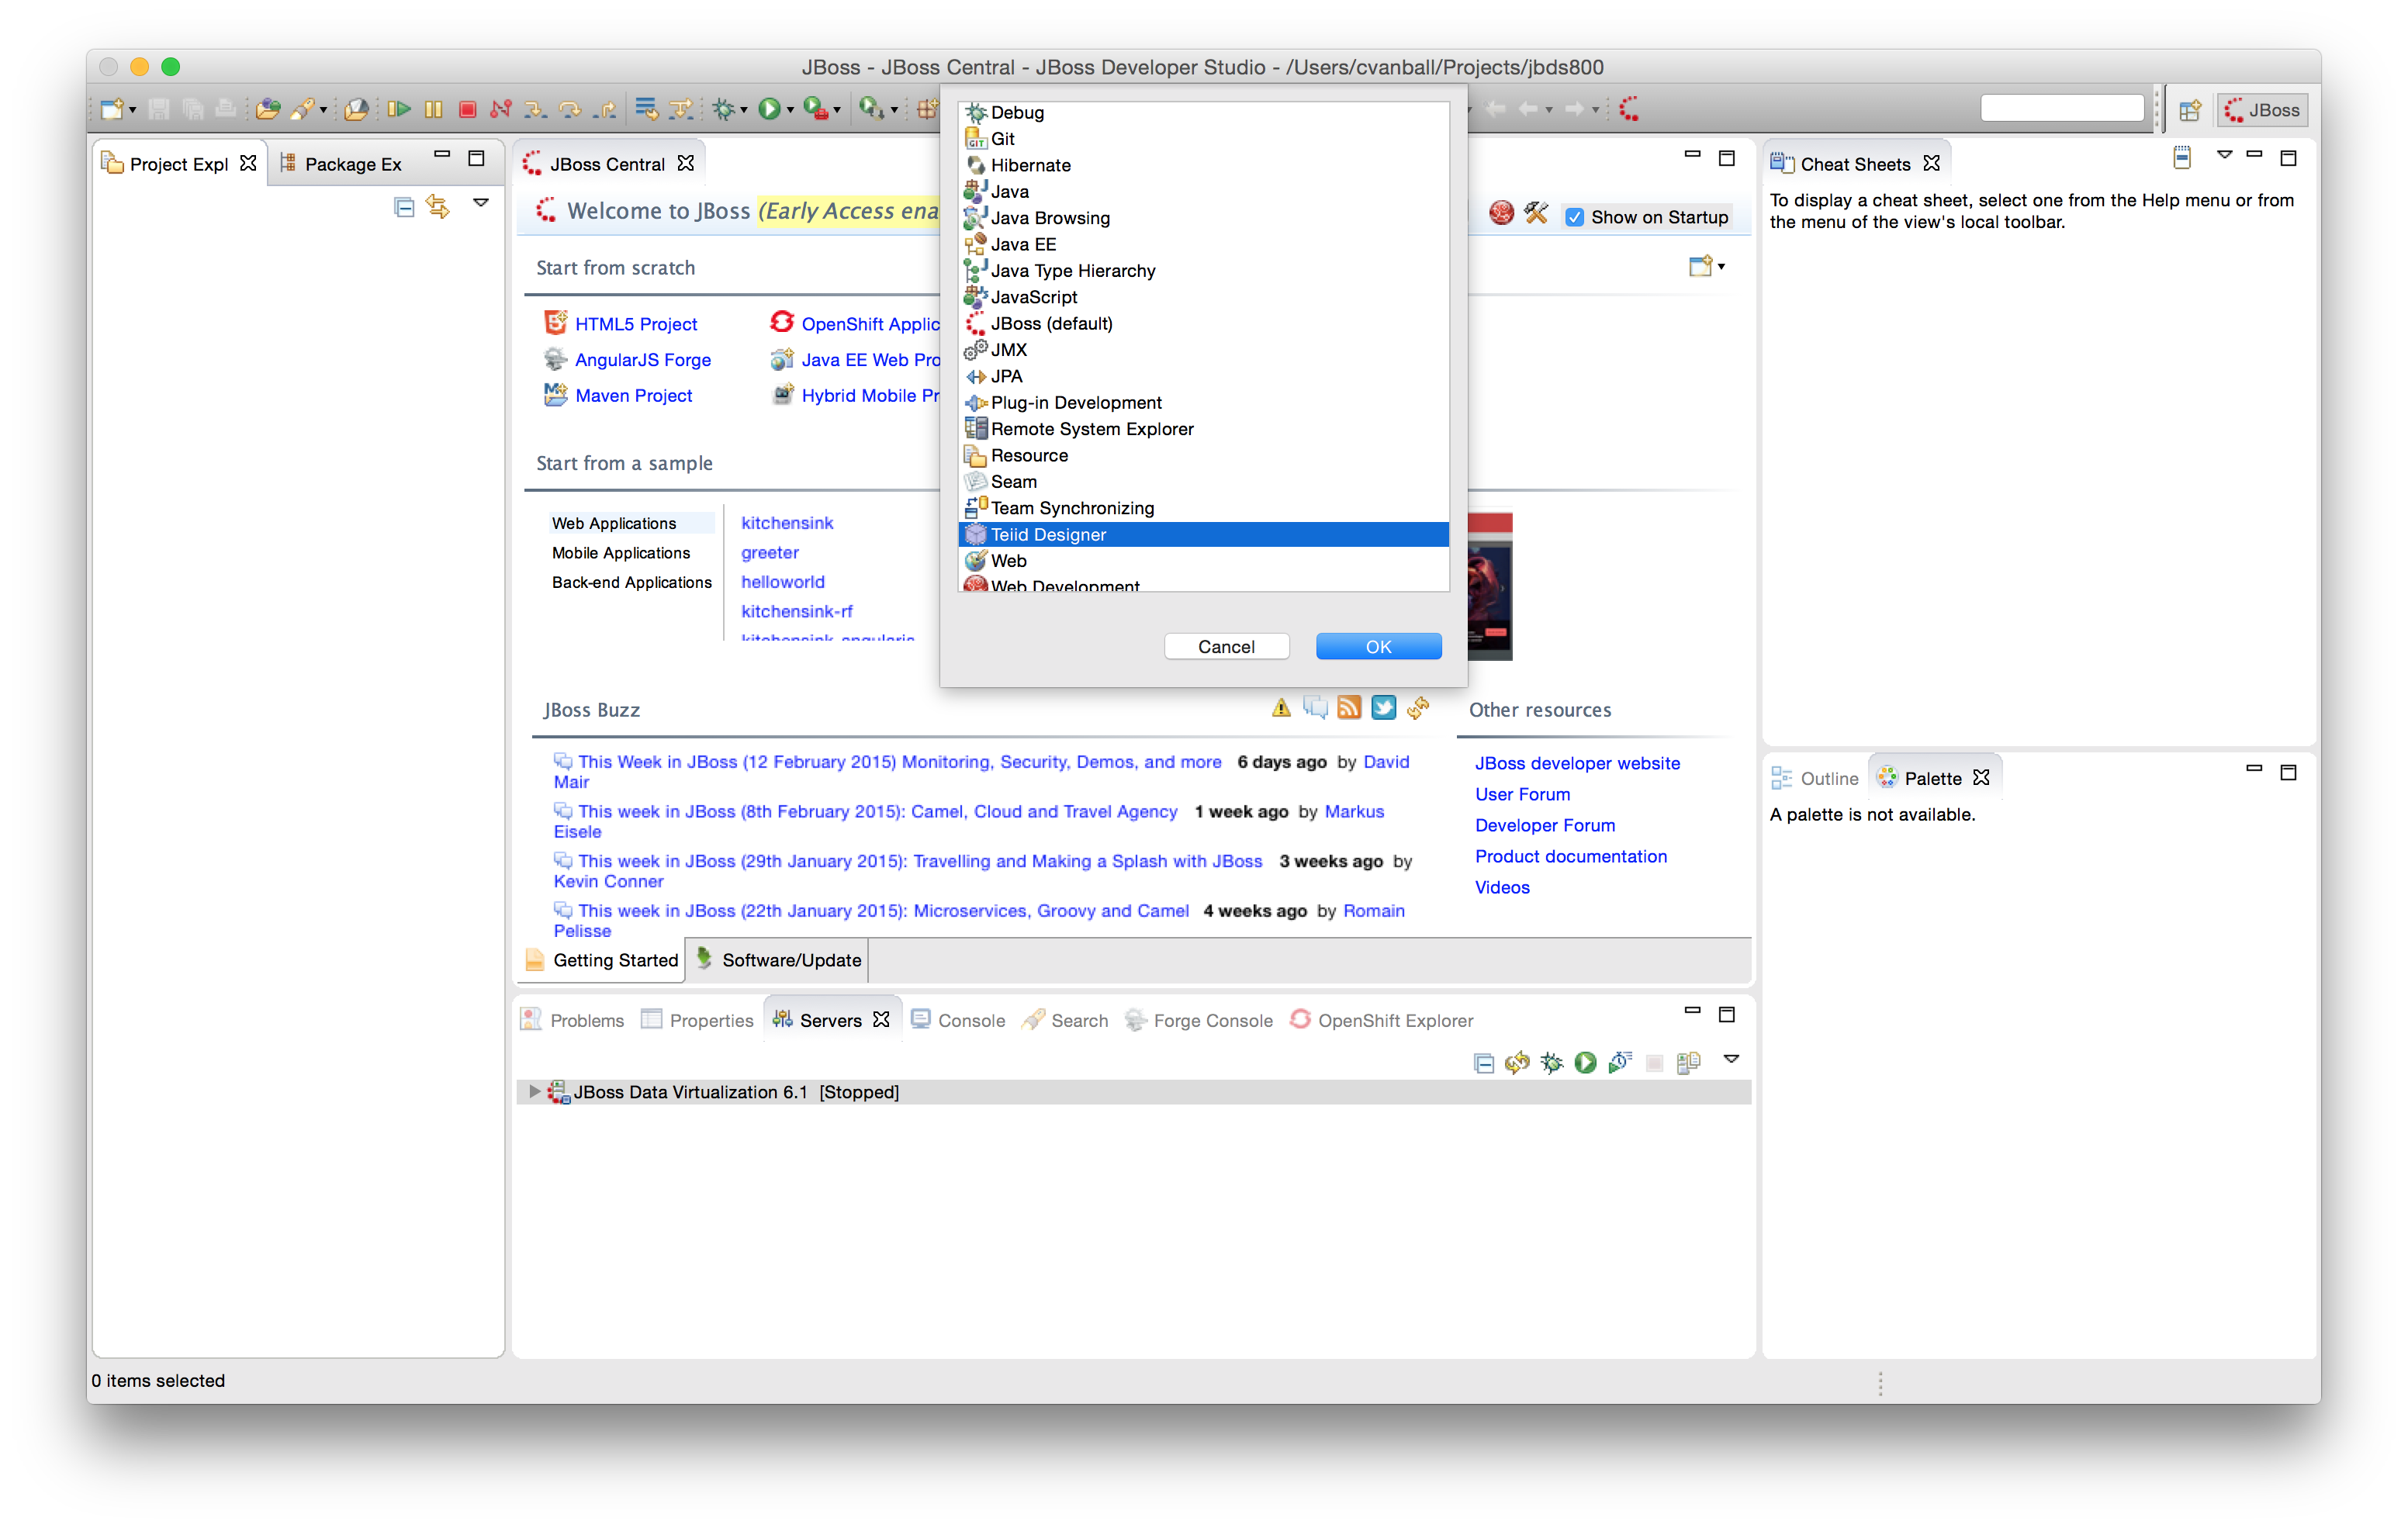 JBoss - JBoss Central - JBoss Developer Studio - /Users/cvanball/Projects/jbds800
JBoss
Project Expl
Package Ex
JBoss Central
Welcome to JBoss (Early Access ena
Show on Startup
Start from scratch
HTML5 Project
OpenShift Applic
AngularJS Forge
Java EE Web Pro
Maven Project
Hybrid Mobile Pr
Start from a sample
Web Applications
Mobile Applications
Back-end Applications
kitchensink
greeter
helloworld
kitchensink-rf
kitchensink-angularjs
Debug
GIT
Git
Hibernate
Java
Java Browsing
Java EE
Java Type Hierarchy
JavaScript
JBoss (default)
JMX
JPA
Plug-in Development
Remote System Explorer
Resource
Seam
Team Synchronizing
Teiid Designer
Web
Web Development
Cancel
OK
JBoss Buzz
This Week in JBoss (12 February 2015) Monitoring, Security, Demos, and more 6 days ago by David
Mair
This week in JBoss (8th February 2015): Camel, Cloud and Travel Agency 1 week ago by Markus
Eisele
This week in JBoss (29th January 2015): Travelling and Making a Splash with JBoss 3 weeks ago by
Kevin Conner
This week in JBoss (22th January 2015): Microservices, Groovy and Camel 4 weeks ago by Romain
Pelisse
Other resources
JBoss developer website
User Forum
Developer Forum
Product documentation
Videos
Getting Started
Software/Update
Problems
Properties
Servers
Console
Search
Forge Console
OpenShift Explorer
JBoss Data Virtualization 6.1 [Stopped]
Cheat Sheets
To display a cheat sheet, select one from the Help menu or from
the menu of the view's local toolbar.
Outline
Palette
A palette is not available.
0 items selected